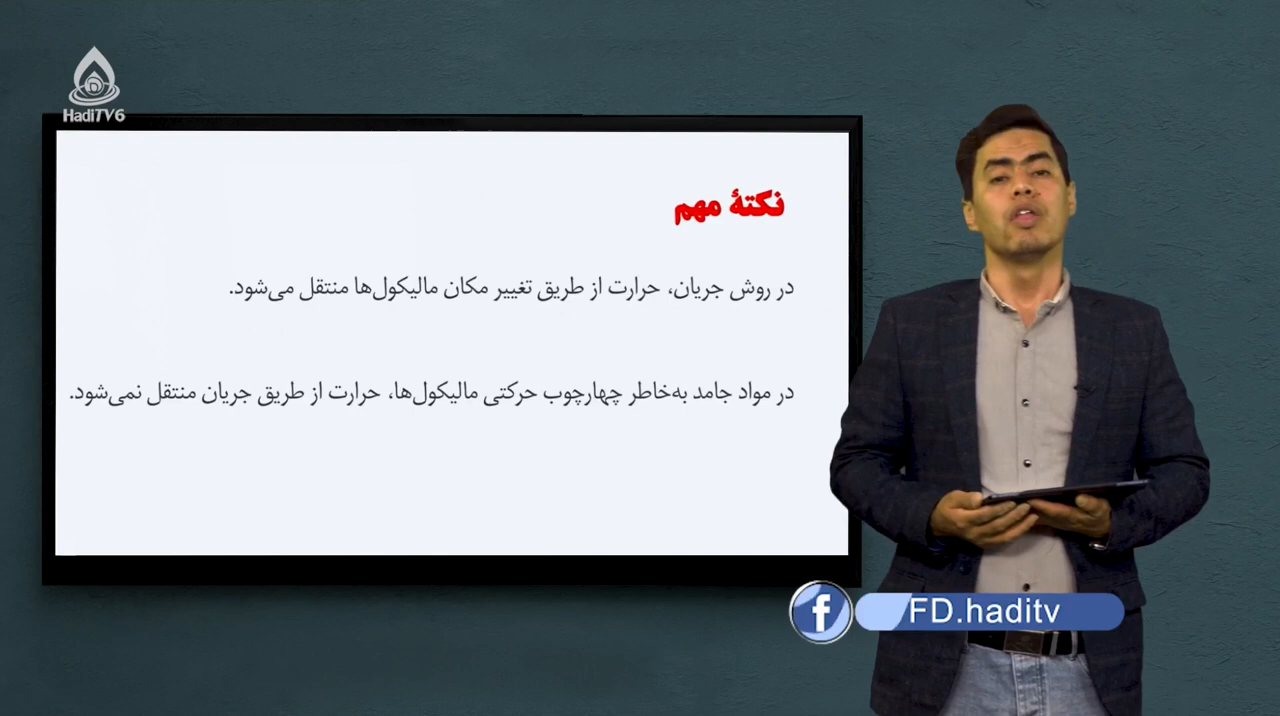 HadiTV6
نکتهٔ مهم
در روش جریان، حرارت از طریق تغییر مکان مالیکول‌ها منتقل می‌شود.
در مواد جامد به‌خاطر چهارچوب حرکتی مالیکول‌ها، حرارت از طریق جریان منتقل نمی‌شود.
f FD.haditv